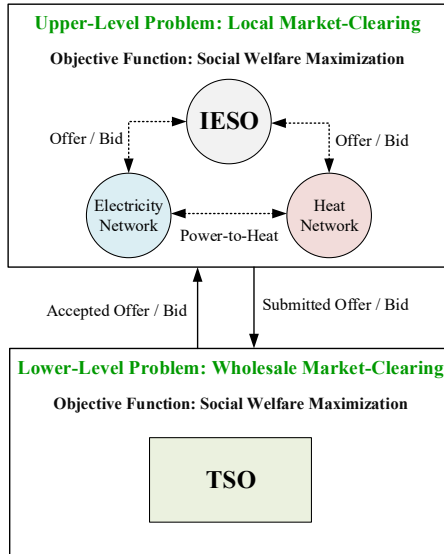 Upper-Level Problem: Local Market-Clearing
Objective Function: Social Welfare Maximization
IESO
Offer / Bid
Offer / Bid
Electricity
Network
Heat
Network
Power-to-Heat
Accepted Offer / Bid
Submitted Offer / Bid
Lower-Level Problem: Wholesale Market-Clearing
Objective Function: Social Welfare Maximization
TSO